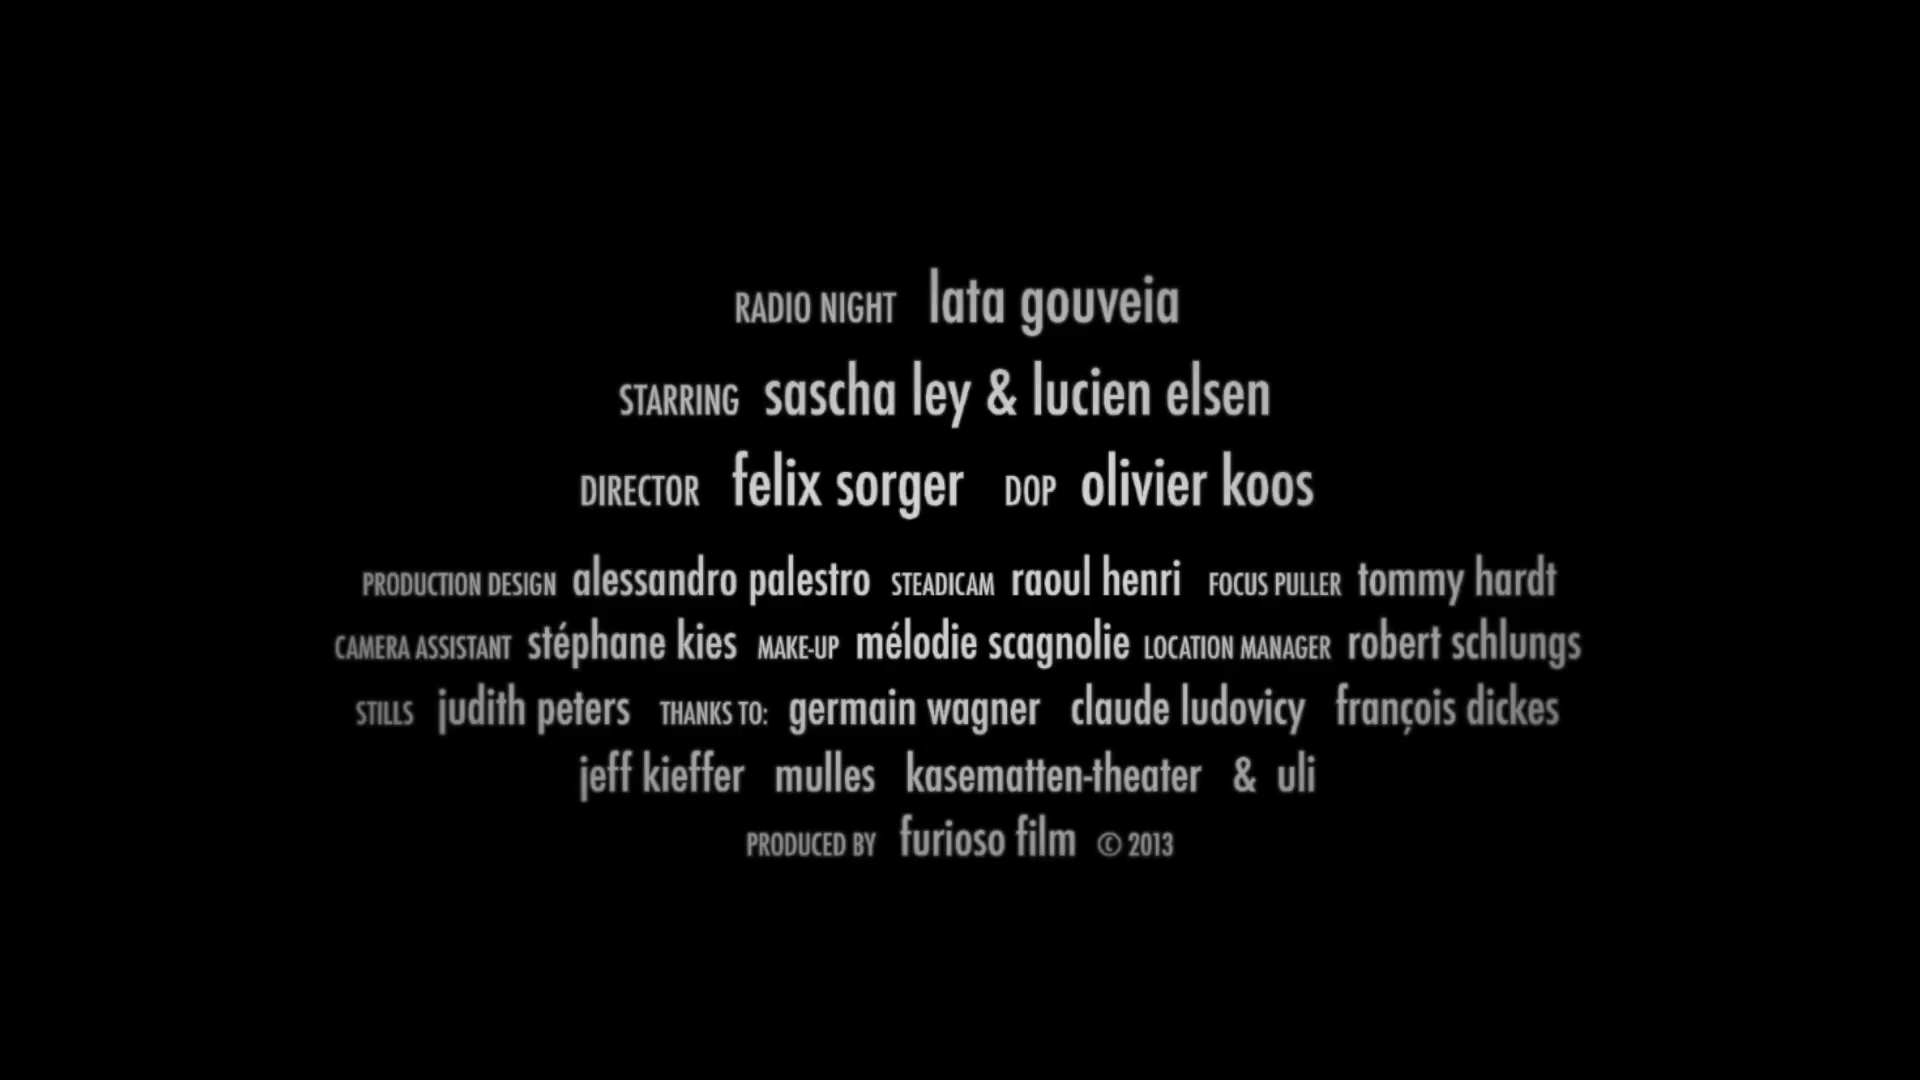 RADIO NIGHT lata gouveia
STARRING sascha ley & lucien elsen
DIRECTOR felix sorger DOP olivier koos
PRODUCTION DESIGN alessandro palestro STEADICAM raoul henri FOCUS PULLER tommy hardt
CAMERA ASSISTANT stéphane kies MAKE-UP mélodie scagnolie LOCATION MANAGER robert schlungs
STILLS judith peters THANKS TO: germain wagner claude ludovicy françois dickes
jeff kieffer mulles kasematten-theater & uli
PRODUCED BY furioso film © 2013